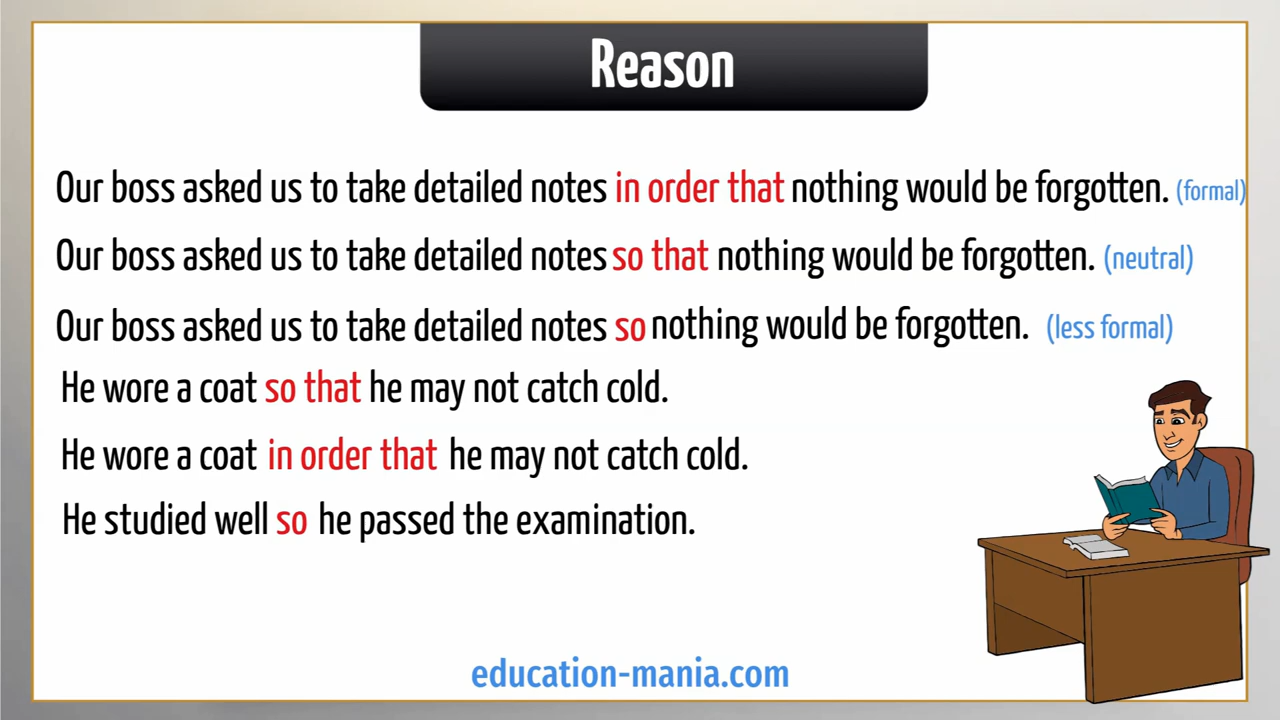 Reason
Our boss asked us to take detailed notes in order that nothing would be forgotten. (formal)
Our boss asked us to take detailed notes so that nothing would be forgotten. (neutral)
Our boss asked us to take detailed notes so nothing would be forgotten. (less formal)
He wore a coat so that he may not catch cold.
He wore a coat in order that he may not catch cold.
He studied well so he passed the examination.
education-mania.com